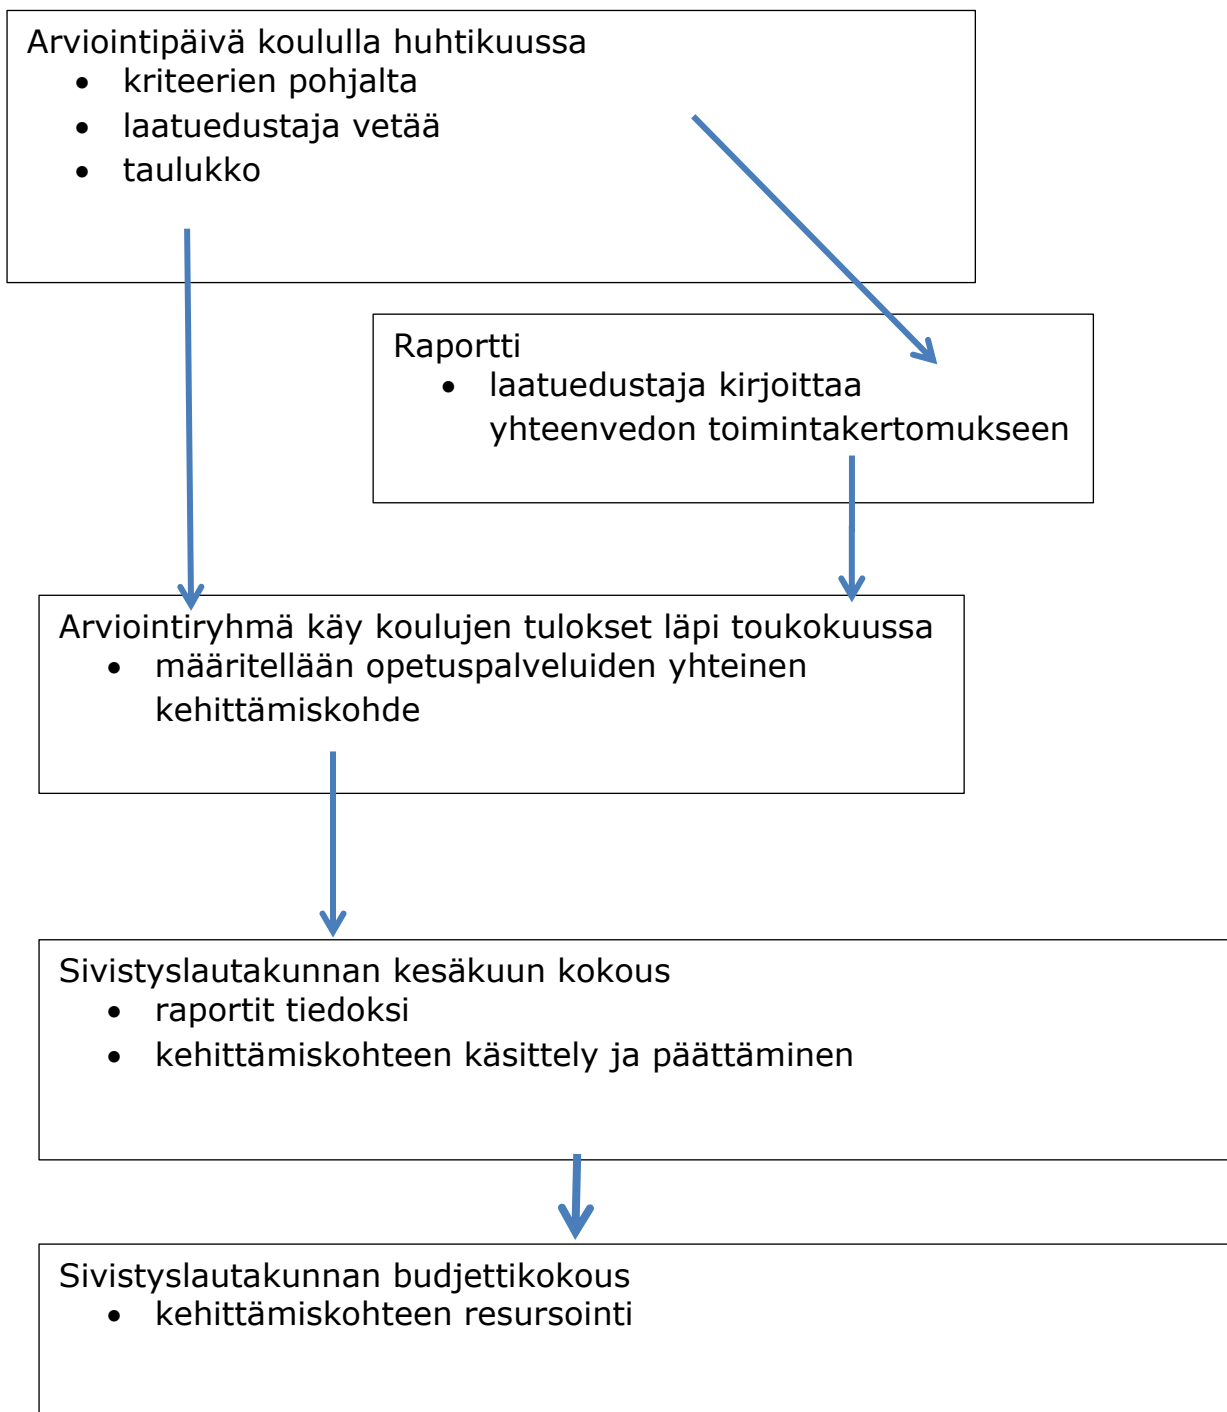 Arviointipäivä koululla huhtikuussa
• kriteerien pohjalta
• laatuedustaja vetää
• taulukko
Raportti
• laatuedustaja kirjoittaa
yhteenvedon toimintakertomukseen
Arviointiryhmä käy koulujen tulokset läpi toukokuussa
• määritellään opetuspalveluiden yhteinen
kehittämiskohde
Sivistyslautakunnan kesäkuun kokous
• raportit tiedoksi
• kehittämiskohteen käsittely ja päättäminen
Sivistyslautakunnan budjettikokous
• kehittämiskohteen resursointi